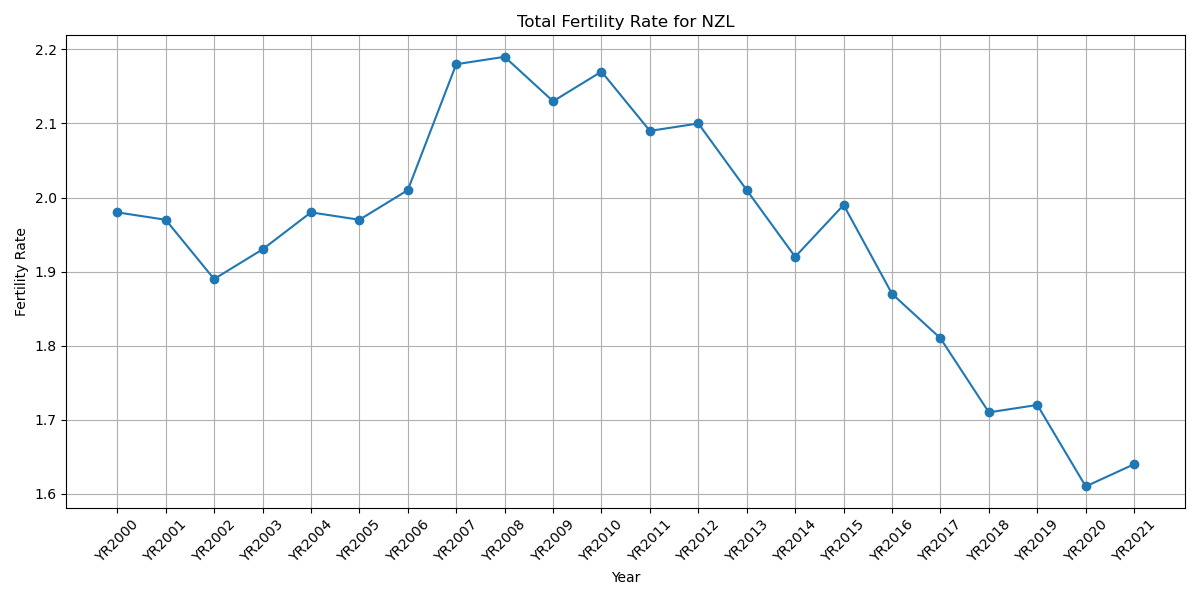 Total Fertility Rate for NZL
Fertility Rate
2.2
2.1
2.0
1.9
1.8
1.7
1.6
YR2000
YR2001
YR2002
YR2003
YR2004
YR2005
YR2006
YR2007
YR2008
YR2009
YR2010
YR2011
YR2012
YR2013
YR2014
YR2015
YR2016
YR2017
YR2018
YR2019
YR2020
YR2021
Year